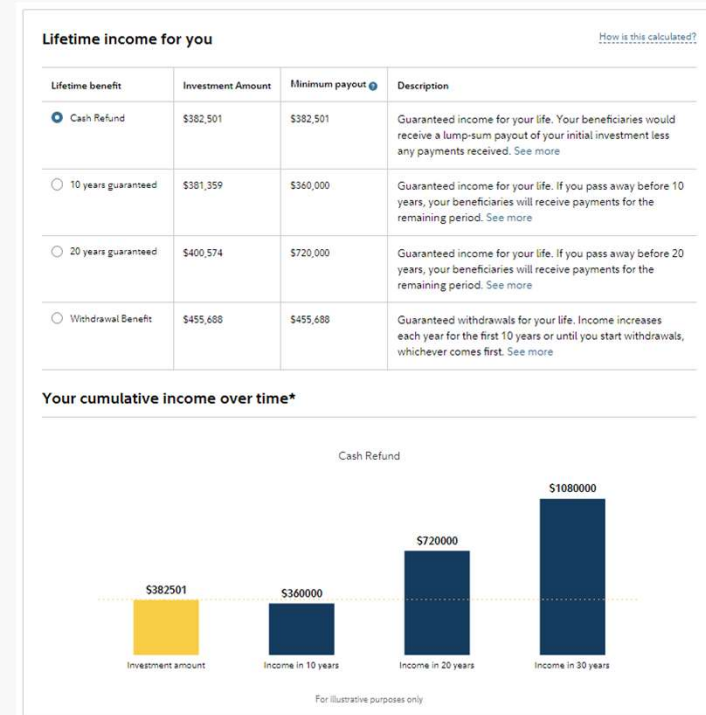 Lifetime income for you
How is this calculated?
Lifetime benefit
Investment Amount
Minimum payout ?
Description
Cash Refund
$382,501
$382,501
Guaranteed income for your life. Your beneficiaries would
receive a lump-sum payout of your initial investment less
any payments received. See more
10 years guaranteed
$381,359
$360,000
Guaranteed income for your life. If you pass away before 10
years, your beneficiaries will receive payments for the
remaining period. See more
20 years guaranteed
$400,574
$720,000
Guaranteed income for your life. If you pass away before 20
years, your beneficiaries will receive payments for the
remaining period. See more
Withdrawal Benefit
$455,688
$455,688
Guaranteed withdrawals for your life. Income increases
each year for the first 10 years or until you start withdrawals,
whichever comes first. See more
Your cumulative income over time*
Cash Refund
$382501
$360000
$720000
$1080000
Investment amount
Income in 10 years
Income in 20 years
Income in 30 years
For illustrative purposes only